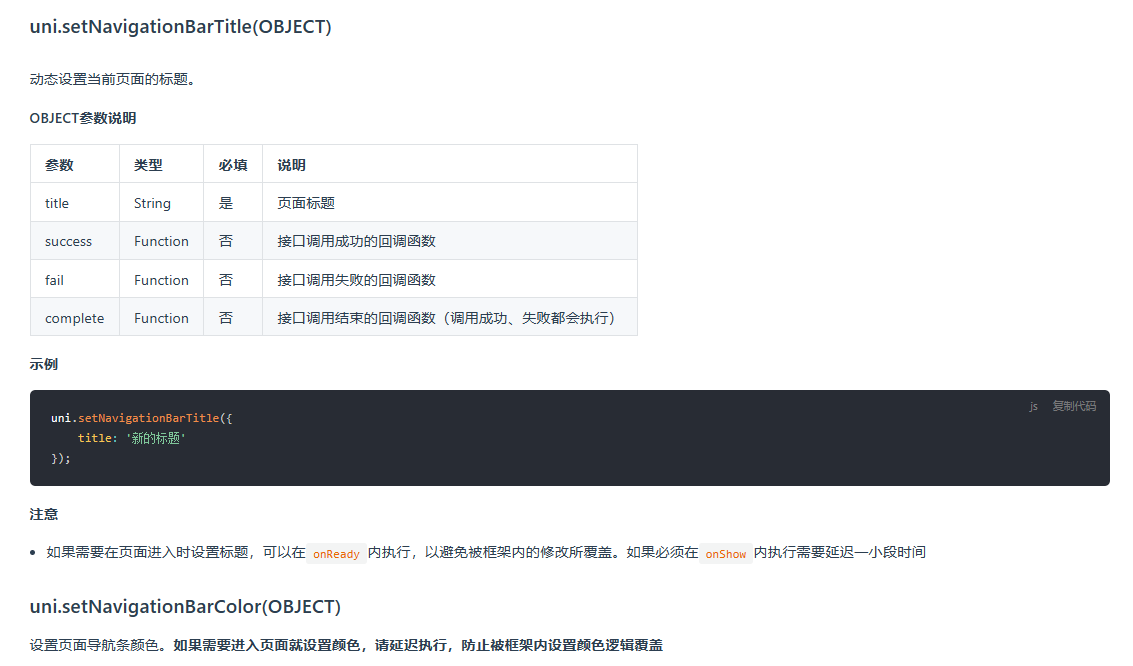 uni.setNavigationBarTitle(OBJECT)
动态设置当前页面的标题。
OBJECT参数说明
参数 类型 必填 说明
title String 是 页面标题
success Function 否 接口调用成功的回调函数
fail Function 否 接口调用失败的回调函数
complete Function 否 接口调用结束的回调函数（调用成功、失败都会执行）
示例
js 复制代码
uni.setNavigationBarTitle({
    title: '新的标题'
});
注意
• 如果需要在页面进入时设置标题，可以在 onReady 内执行，以避免被框架内的修改所覆盖。如果必须在 onShow 内执行需要延迟一小段时间
uni.setNavigationBarColor(OBJECT)
设置页面导航条颜色。如果需要进入页面就设置颜色，请延迟执行，防止被框架内设置颜色逻辑覆盖